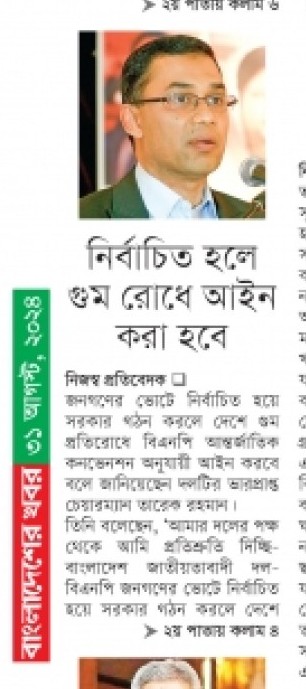 ➤ ২য় পাতায় কলাম ৬
নির্বাচিত হলে
গুম রোধে আইন
করা হবে
নিজস্ব প্রতিবেদক ❑
জনগণের ভোটে নির্বাচিত হয়ে
সরকার গঠন করলে দেশে গুম
প্রতিরোধে বিএনপি আন্তর্জাতিক
কনভেনশন অনুযায়ী আইন করবে
বলে জানিয়েছেন দলটির ভারপ্রাপ্ত
চেয়ারম্যান তারেক রহমান।
তিনি বলেছেন, ‘আমার দলের পক্ষ
থেকে আমি প্রতিশ্রুতি দিচ্ছি-
বাংলাদেশ জাতীয়তাবাদী দল-
বিএনপি জনগণের ভোটে নির্বাচিত
হয়ে সরকার গঠন করলে দেশে
➤ ২য় পাতায় কলাম ৪
বাংলাদেশের খবর ৩১ আগস্ট, ২০২৪